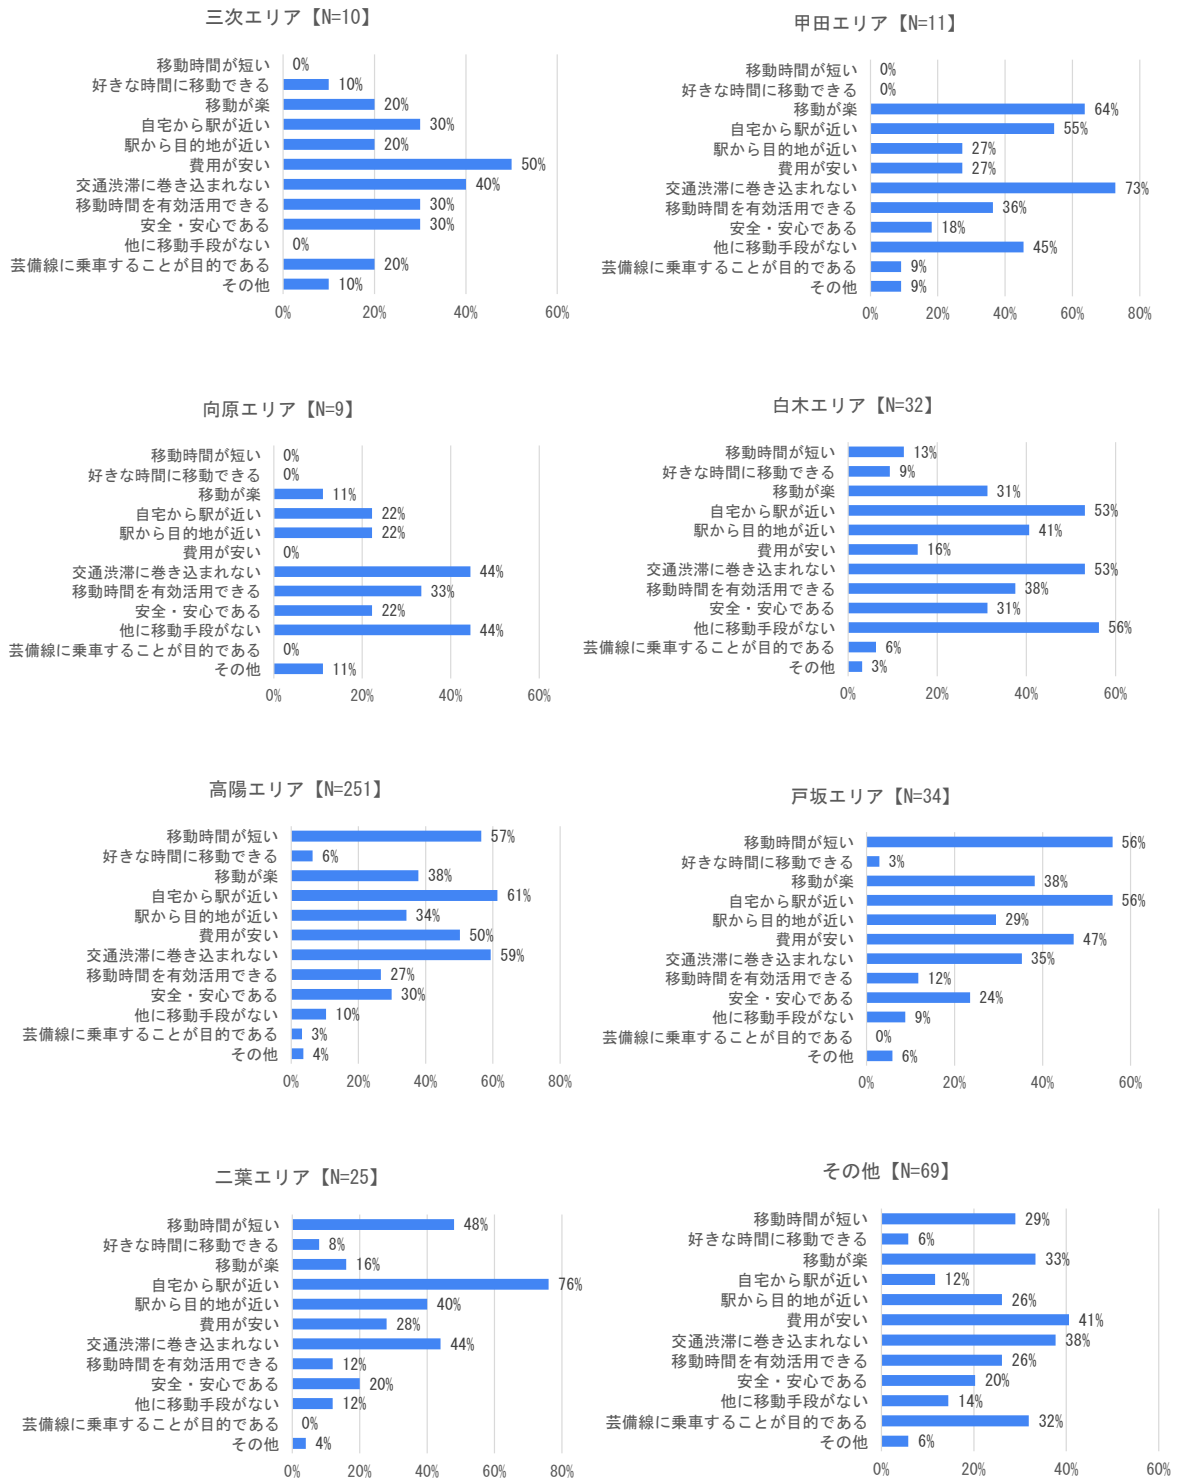 三次エリア【N=10】
移動時間が短い 0%
好きな時間に移動できる 10%
移動が楽 20%
自宅から駅が近い 30%
駅から目的地が近い 20%
費用が安い 50%
交通渋滞に巻き込まれない 40%
移動時間を有効活用できる 30%
安全・安心である 30%
他に移動手段がない 0%
芸備線に乗車することが目的である 20%
その他 10%
0% 20% 40% 60%
甲田エリア【N=11】
移動時間が短い 0%
好きな時間に移動できる 0%
移動が楽 64%
自宅から駅が近い 55%
駅から目的地が近い 27%
費用が安い 27%
交通渋滞に巻き込まれない 73%
移動時間を有効活用できる 36%
安全・安心である 18%
他に移動手段がない 45%
芸備線に乗車することが目的である 9%
その他 9%
0% 20% 40% 60% 80%
向原エリア【N=9】
移動時間が短い 0%
好きな時間に移動できる 0%
移動が楽 11%
自宅から駅が近い 22%
駅から目的地が近い 22%
費用が安い 0%
交通渋滞に巻き込まれない 44%
移動時間を有効活用できる 33%
安全・安心である 22%
他に移動手段がない 44%
芸備線に乗車することが目的である 0%
その他 11%
0% 20% 40% 60%
白木エリア【N=32】
移動時間が短い 13%
好きな時間に移動できる 9%
移動が楽 31%
自宅から駅が近い 53%
駅から目的地が近い 41%
費用が安い 16%
交通渋滞に巻き込まれない 53%
移動時間を有効活用できる 38%
安全・安心である 31%
他に移動手段がない 56%
芸備線に乗車することが目的である 6%
その他 3%
0% 20% 40% 60%
高陽エリア【N=251】
移動時間が短い 57%
好きな時間に移動できる 6%
移動が楽 38%
自宅から駅が近い 61%
駅から目的地が近い 34%
費用が安い 50%
交通渋滞に巻き込まれない 59%
移動時間を有効活用できる 27%
安全・安心である 30%
他に移動手段がない 10%
芸備線に乗車することが目的である 3%
その他 4%
0% 20% 40% 60% 80%
戸坂エリア【N=34】
移動時間が短い 56%
好きな時間に移動できる 3%
移動が楽 38%
自宅から駅が近い 56%
駅から目的地が近い 29%
費用が安い 47%
交通渋滞に巻き込まれない 35%
移動時間を有効活用できる 12%
安全・安心である 24%
他に移動手段がない 9%
芸備線に乗車することが目的である 0%
その他 6%
0% 20% 40% 60%
二葉エリア【N=25】
移動時間が短い 48%
好きな時間に移動できる 8%
移動が楽 16%
自宅から駅が近い 76%
駅から目的地が近い 40%
費用が安い 28%
交通渋滞に巻き込まれない 44%
移動時間を有効活用できる 12%
安全・安心である 20%
他に移動手段がない 12%
芸備線に乗車することが目的である 0%
その他 4%
0% 20% 40% 60% 80%
その他【N=69】
移動時間が短い 29%
好きな時間に移動できる 6%
移動が楽 33%
自宅から駅が近い 12%
駅から目的地が近い 26%
費用が安い 41%
交通渋滞に巻き込まれない 38%
移動時間を有効活用できる 26%
安全・安心である 20%
他に移動手段がない 14%
芸備線に乗車することが目的である 32%
その他 6%
0% 20% 40% 60%